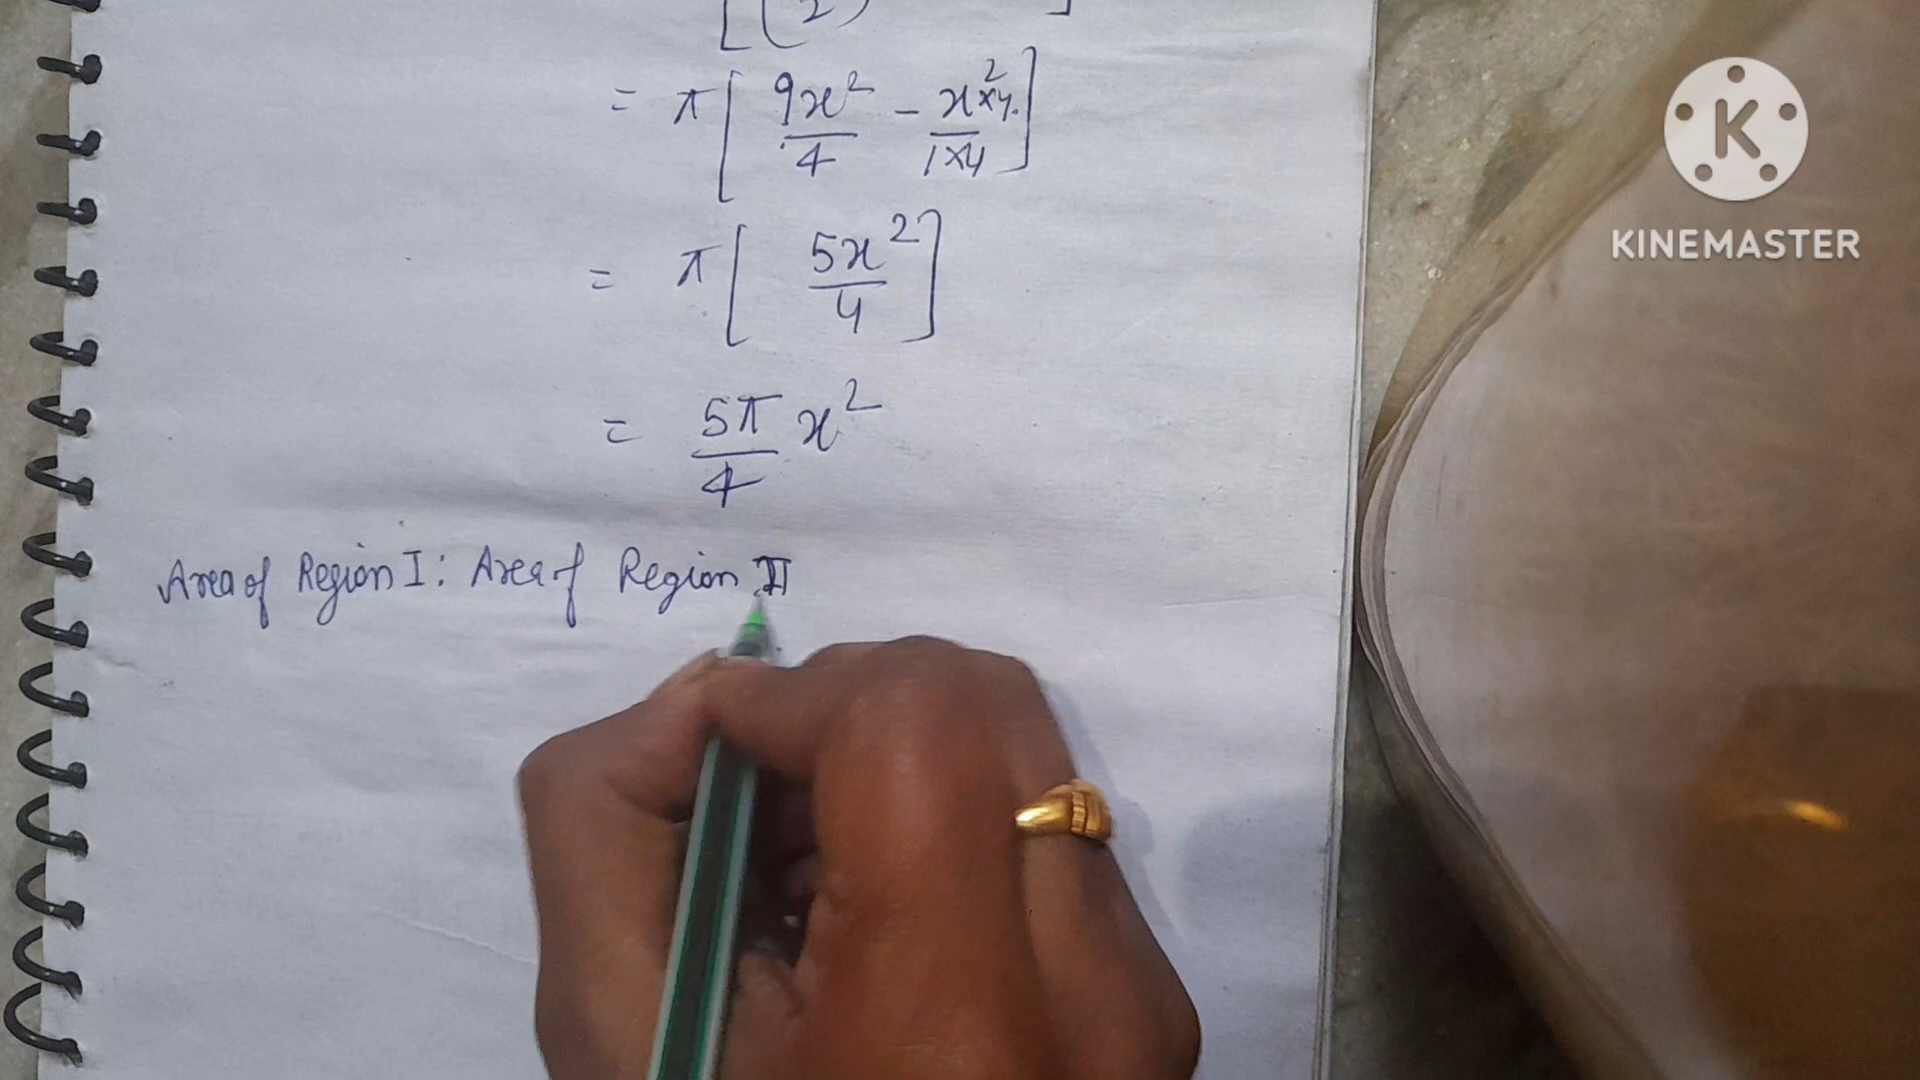 [(2)]
= π[9x²/4 - x²×4/1×4]
= π[5x²/4]
= 5π/4 x²
Area of Region I : Area of Region II
K
KINEMASTER